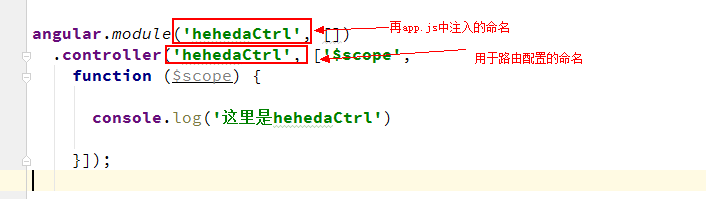 angular.module('hehedaCtrl', []) 再app.js中注入的命名
.controller('hehedaCtrl', ['$scope', 用于路由配置的命名
function ($scope) {
console.log('这里是hehedaCtrl')
}]);